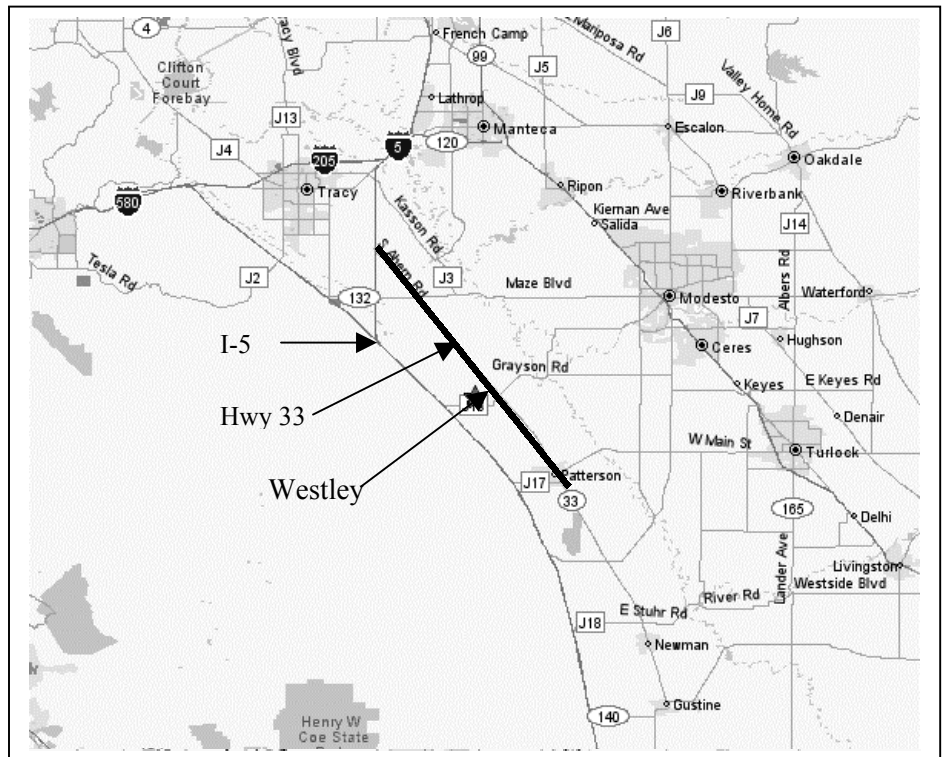 4
French Camp
99
E Mariposa Rd
J6
Tracy Blvd
J5
Clifton
Court
Forebay
Valley Home Rd
J9
Lathrop
J13
Manteca
Escalon
J4
5
120
205
Oakdale
Tracy
Ripon
Riverbank
580
Kasson Rd
Kiernan Ave
Salida
J14
Tesla Rd
J2
J3
Albers Rd
132
Maze Blvd
Modesto
Waterford
J7
I-5
Ceres
Hughson
Grayson Rd
Keyes
E Keyes Rd
Hwy 33
Denair
W Main St
Turlock
Westley
J17
Patterson
33
165
Delhi
Lander Ave
Livingston
Westside Blvd
River Rd
E Stuhr Rd
J18
Newman
Gustine
140
Henry W
Coe State